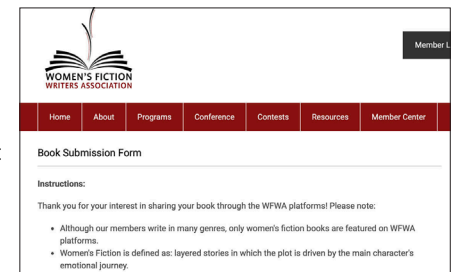 Member L
WOMEN'S FICTION
WRITERS ASSOCIATION
Home About Programs Conference Contests Resources Member Center
Book Submission Form
Instructions:
Thank you for your interest in sharing your book through the WFWA platforms! Please note:
Although our members write in many genres, only women's fiction books are featured on WFWA
platforms.
Women's Fiction is defined as: layered stories in which the plot is driven by the main character's
emotional journey.